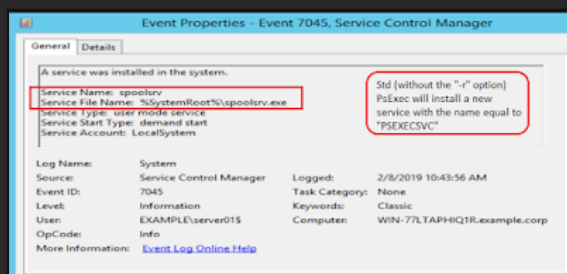 Event Properties - Event 7045, Service Control Manager
General Details
A service was installed in the system.
Service Name: spoolsrv
Service File Name: %SystemRoot%\spoolsrv.exe
Service Type: user mode service
Service Start Type: demand start
Service Account: LocalSystem
Std (without the "-r" option)
PsExec will install a new
service with the name equal to
"PSEXECSVC"
Log Name: System
Source: Service Control Manager Logged: 2/8/2019 10:43:56 AM
Event ID: 7045 Task Category: None
Level: Information Keywords: Classic
User: EXAMPLE\server01$ Computer: WIN-77LTAPHIQ1R.example.corp
OpCode: Info
More Information: Event Log Online Help